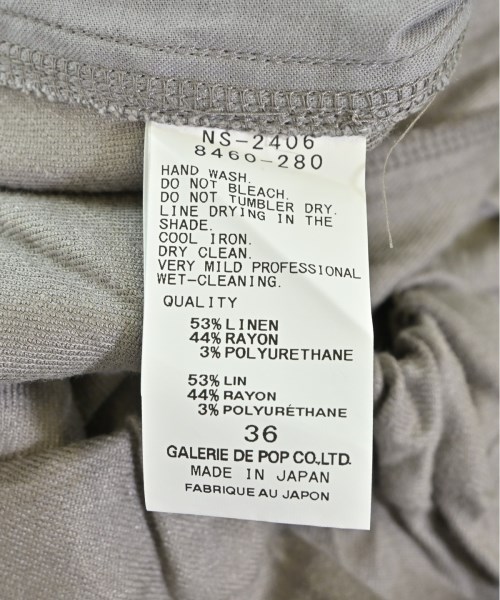 NS-2406
8460-280
HAND WASH.
DO NOT BLEACH.
DO NOT TUMBLER DRY.
LINE DRYING IN THE
SHADE.
COOL IRON.
DRY CLEAN.
VERY MILD PROFESSIONAL
WET-CLEANING.
QUALITY
53% LINEN
44% RAYON
3% POLYURETHANE
53% LIN
44% RAYON
3% POLYURÉTHANE
36
GALERIE DE POP CO.,LTD.
MADE IN JAPAN
FABRIQUE AU JAPON